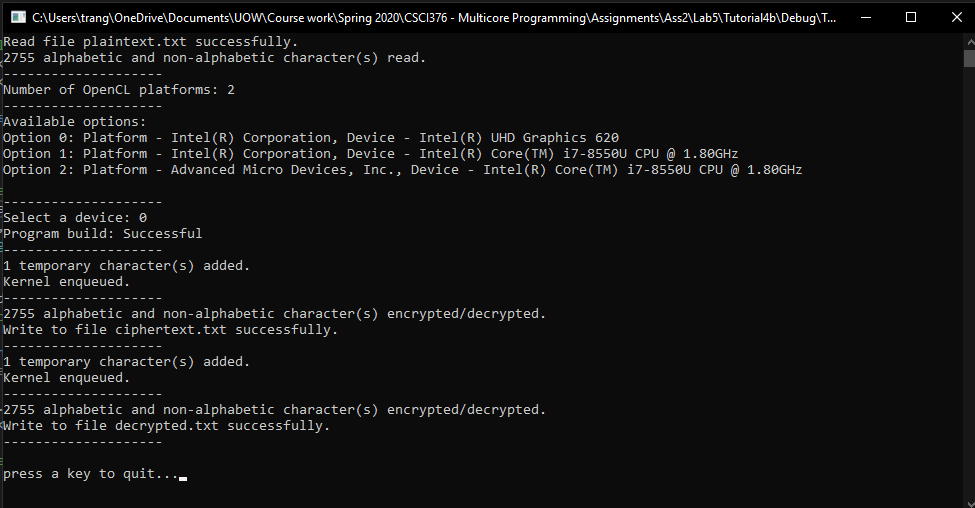 C:\Users\trang\OneDrive\Documents\UOW\Course work\Spring 2020\CSCI376 - Multicore Programming\Assignments\Ass2\Lab5\Tutorial4b\Debug\T...
Read file plaintext.txt successfully.
2755 alphabetic and non-alphabetic character(s) read.
--------------------
Number of OpenCL platforms: 2
--------------------
Available options:
Option 0: Platform - Intel(R) Corporation, Device - Intel(R) UHD Graphics 620
Option 1: Platform - Intel(R) Corporation, Device - Intel(R) Core(TM) i7-8550U CPU @ 1.80GHz
Option 2: Platform - Advanced Micro Devices, Inc., Device - Intel(R) Core(TM) i7-8550U CPU @ 1.80GHz
--------------------
Select a device: 0
Program build: Successful
--------------------
1 temporary character(s) added.
Kernel enqueued.
--------------------
2755 alphabetic and non-alphabetic character(s) encrypted/decrypted.
Write to file ciphertext.txt successfully.
--------------------
1 temporary character(s) added.
Kernel enqueued.
--------------------
2755 alphabetic and non-alphabetic character(s) encrypted/decrypted.
Write to file decrypted.txt successfully.
--------------------
press a key to quit...